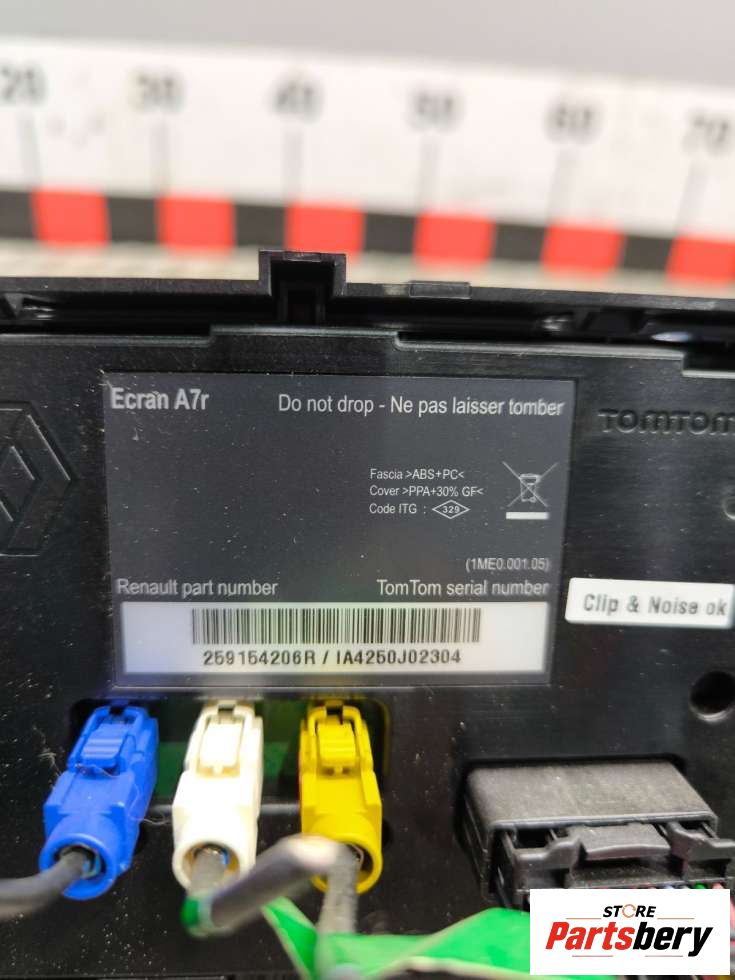 20 30 40 50 60 70
Ecran A7r
Do not drop - Ne pas laisser tomber
TOMTOM
Fascia >ABS+PC<
Cover >PPA+30% GF<
Code ITG : 329
(1ME0.001.05)
Renault part number
TomTom serial number
Clip & Noise ok
259154206R / IA4250J02304
STORE
Partsbery